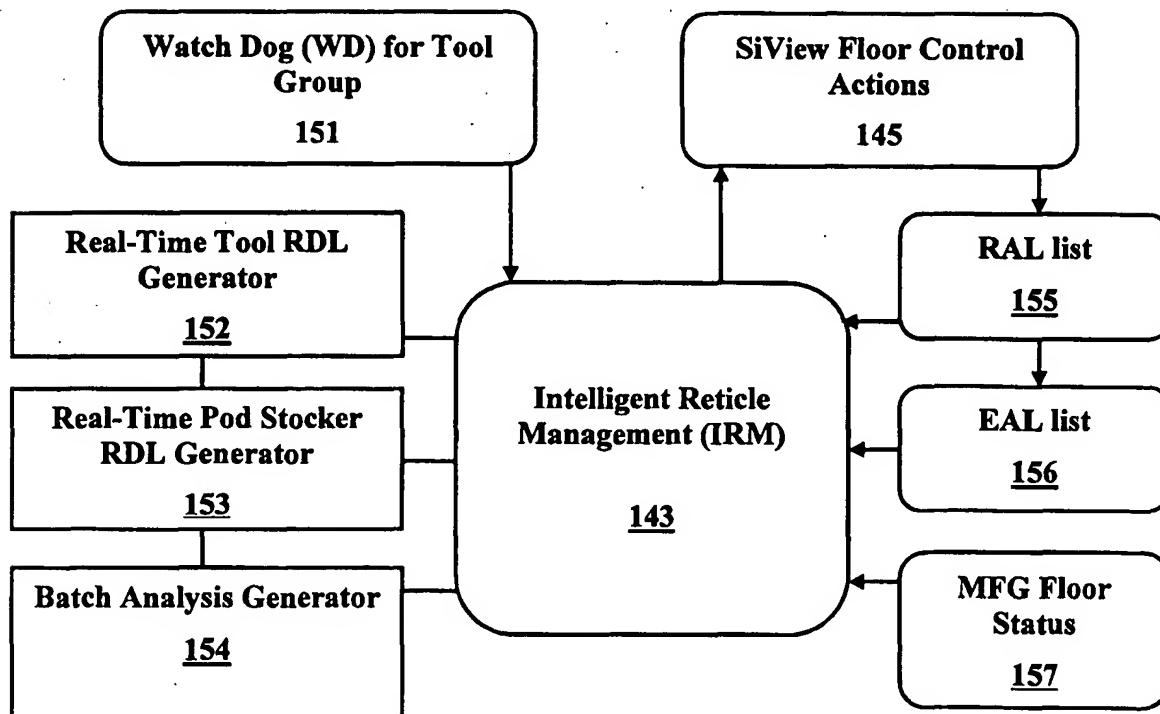 Watch Dog (WD) for Tool
Group
151
SiView Floor Control
Actions
145
Real-Time Tool RDL
Generator
152
Real-Time Pod Stocker
RDL Generator
153
Batch Analysis Generator
154
Intelligent Reticle
Management (IRM)
143
RAL list
155
EAL list
156
MFG Floor
Status
157